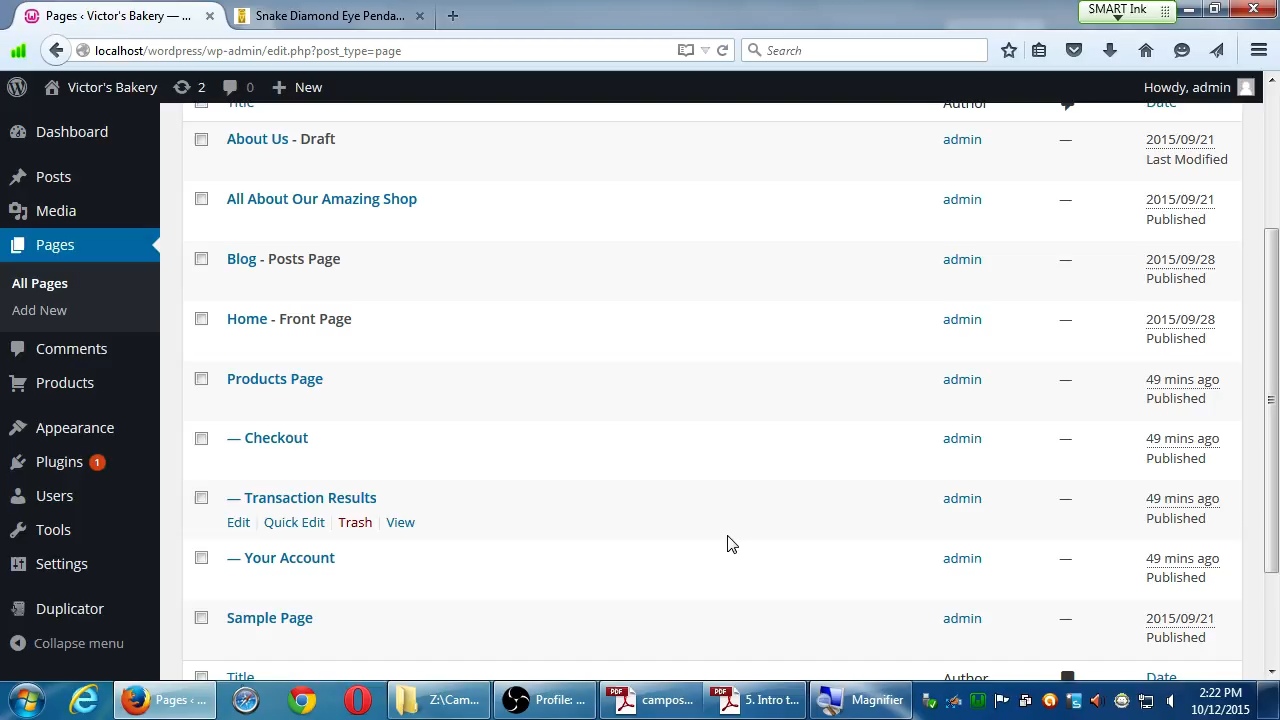 Pages ‹ Victor's Bakery — ...
Snake Diamond Eye Penda...
SMART Ink
localhost/wordpress/wp-admin/edit.php?post_type=page
Search
Victor's Bakery
2
0
New
Howdy, admin
Title
Author
Date
Dashboard
Posts
Media
Pages
All Pages
Add New
Comments
Products
Appearance
Plugins 1
Users
Tools
Settings
Duplicator
Collapse menu
About Us - Draft
admin
—
2015/09/21
Last Modified
All About Our Amazing Shop
admin
—
2015/09/21
Published
Blog - Posts Page
admin
—
2015/09/28
Published
Home - Front Page
admin
—
2015/09/28
Published
Products Page
admin
—
49 mins ago
Published
— Checkout
admin
—
49 mins ago
Published
— Transaction Results
Edit | Quick Edit | Trash | View
admin
—
49 mins ago
Published
— Your Account
admin
—
49 mins ago
Published
Sample Page
admin
—
2015/09/21
Published
Title
Author
Date
Pages ‹ ...
Z:\Cam...
Profile: ...
PDF
campos...
PDF
5. Intro t...
Magnifier
2:22 PM
10/12/2015